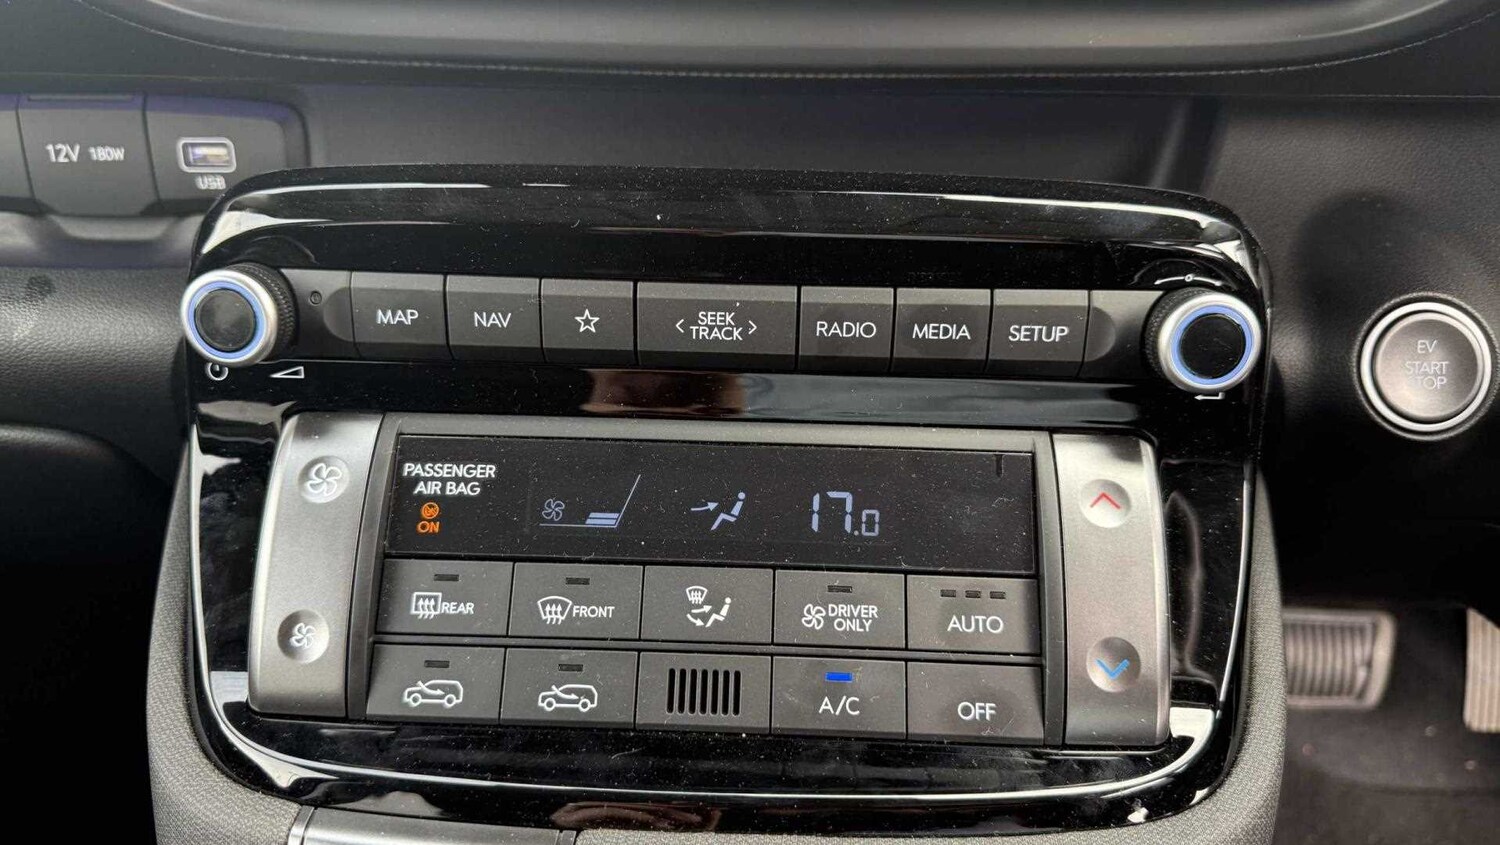 12V 180W
USB
MAP
NAV
< SEEK TRACK >
RADIO
MEDIA
SETUP
EV
START
STOP
PASSENGER
AIR BAG
ON
17.0
REAR
FRONT
DRIVER
ONLY
AUTO
A/C
OFF